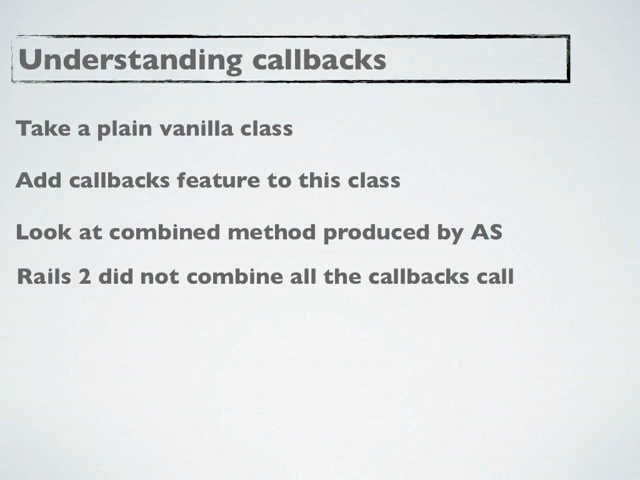 Understanding callbacks
Take a plain vanilla class
Add callbacks feature to this class
Look at combined method produced by AS
Rails 2 did not combine all the callbacks call